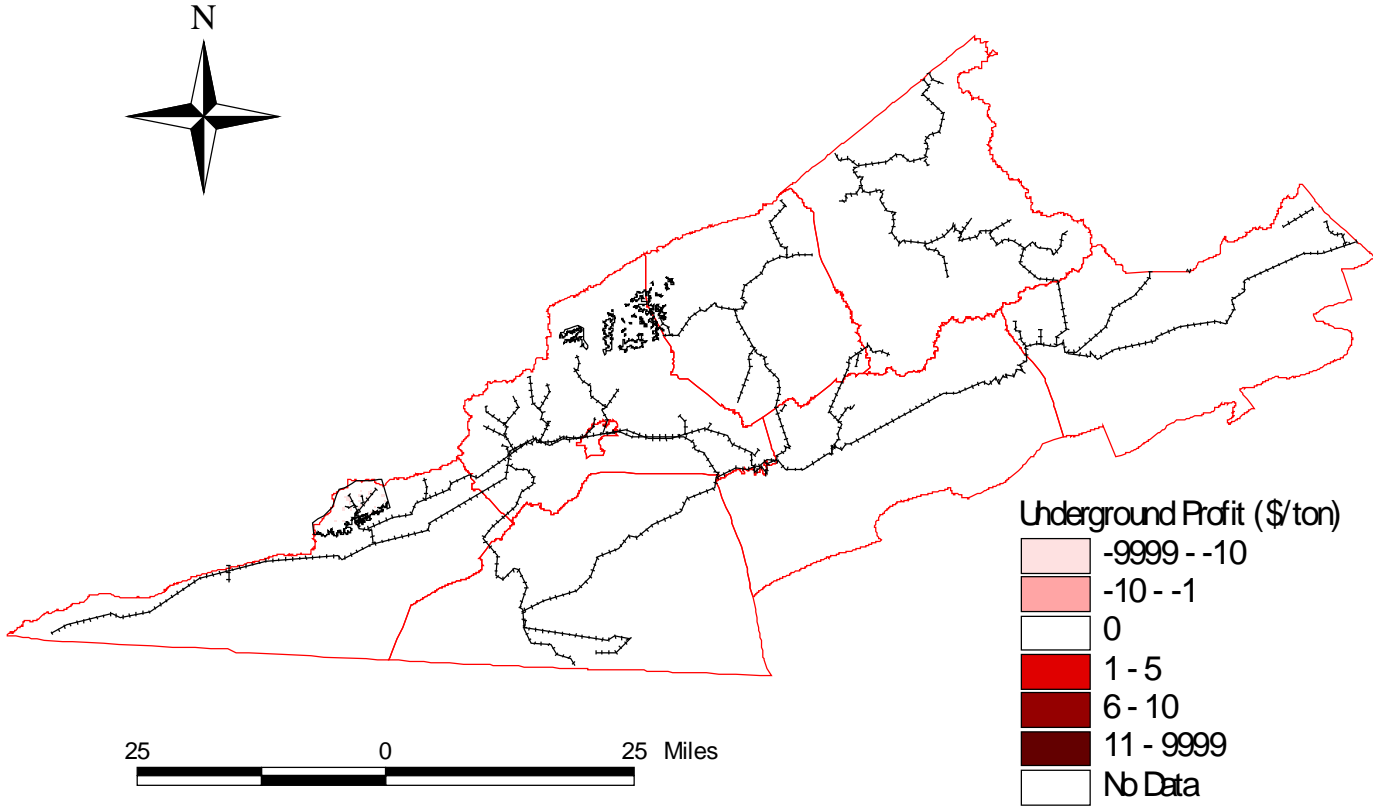 N
Underground Profit ($/ton)
-9999 - -10
-10 - -1
0
1 - 5
6 - 10
11 - 9999
No Data
25 0 25 Miles